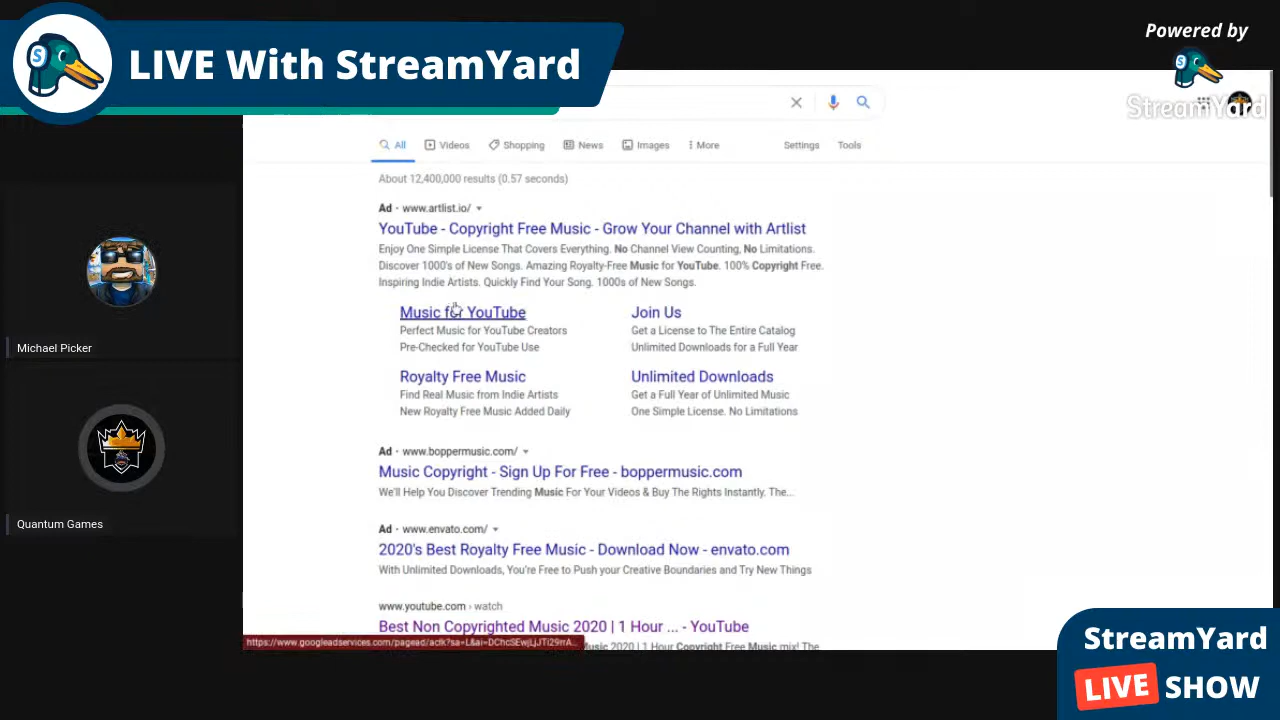 LIVE With StreamYard
Powered by
StreamYard
All Videos Shopping News Images More Settings Tools
About 12,400,000 results (0.57 seconds)
Ad · www.artlist.io/
YouTube - Copyright Free Music - Grow Your Channel with Artlist
Enjoy One Simple License That Covers Everything. No Channel View Counting, No Limitations.
Discover 1000's of New Songs. Amazing Royalty-Free Music for YouTube. 100% Copyright Free.
Inspiring Indie Artists. Quickly Find Your Song. 1000s of New Songs.
Music for YouTube
Perfect Music for YouTube Creators
Pre-Checked for YouTube Use
Join Us
Get a License to The Entire Catalog
Unlimited Downloads for a Full Year
Royalty Free Music
Find Real Music from Indie Artists
New Royalty Free Music Added Daily
Unlimited Downloads
Get a Full Year of Unlimited Music
One Simple License. No Limitations
Ad · www.boppermusic.com/
Music Copyright - Sign Up For Free - boppermusic.com
We'll Help You Discover Trending Music For Your Videos & Buy The Rights Instantly. The...
Ad · www.envato.com/
2020's Best Royalty Free Music - Download Now - envato.com
With Unlimited Downloads, You're Free to Push your Creative Boundaries and Try New Things
www.youtube.com › watch
Best Non Copyrighted Music 2020 | 1 Hour ... - YouTube
Music 2020 | 1 Hour Copyright Free Music mix! The
Michael Picker
Quantum Games
StreamYard
LIVE SHOW